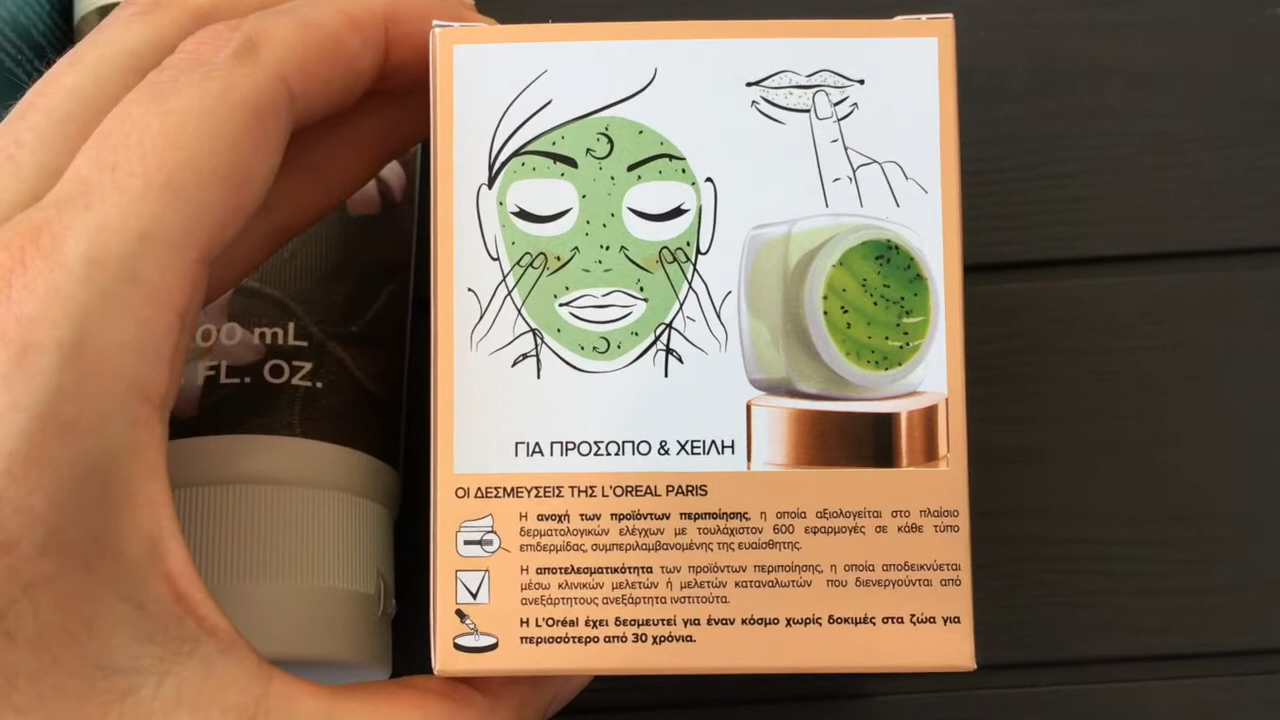 00 mL
FL. OZ.
ΓΙΑ ΠΡΟΣΩΠΟ & ΧΕΙΛΗ
ΟΙ ΔΕΣΜΕΥΣΕΙΣ ΤΗΣ L'OREAL PARIS
Η ανοχή των προϊόντων περιποίησης, η οποία αξιολογείται στο πλαίσιο
δερματολογικών ελέγχων με τουλάχιστον 600 εφαρμογές σε κάθε τύπο
επιδερμίδας, συμπεριλαμβανομένης της ευαίσθητης.
Η αποτελεσματικότητα των προϊόντων περιποίησης, η οποία αποδεικνύεται
μέσω κλινικών μελετών ή μελετών καταναλωτών που διενεργούνται από
ανεξάρτητους ανεξάρτητα ινστιτούτα.
Η L'Oréal έχει δεσμευτεί για έναν κόσμο χωρίς δοκιμές στα ζώα για
περισσότερο από 30 χρόνια.